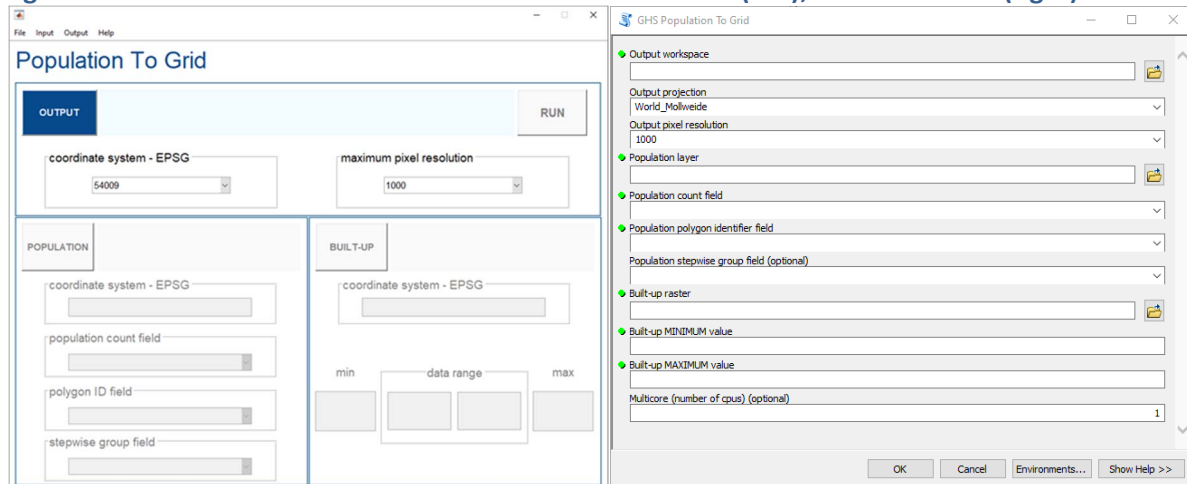 File Input Output Help
Population To Grid
OUTPUT
RUN
coordinate system - EPSG
54009
maximum pixel resolution
1000
POPULATION
coordinate system - EPSG
population count field
polygon ID field
stepwise group field
BUILT-UP
coordinate system - EPSG
min
data range
max
GHS Population To Grid
Output workspace
Output projection
World_Mollweide
Output pixel resolution
1000
Population layer
Population count field
Population polygon identifier field
Population stepwise group field (optional)
Built-up raster
Built-up MINIMUM value
Built-up MAXIMUM value
Multicore (number of cpus) (optional)
1
OK Cancel Environments... Show Help >>